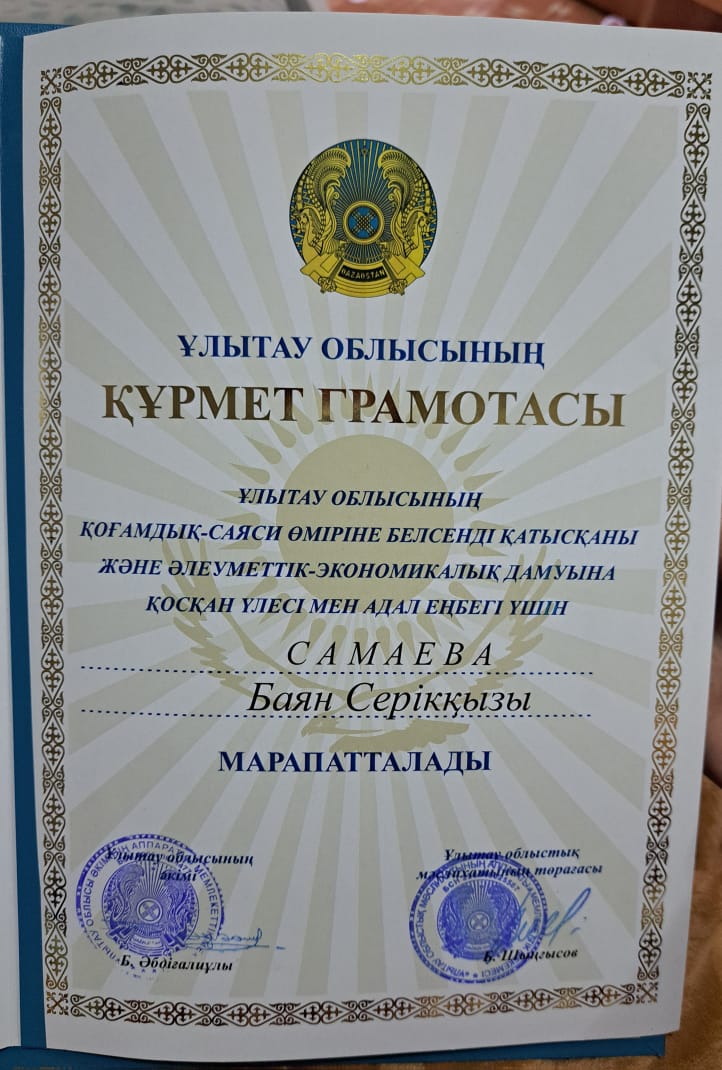 QAZAQSTAN
ҰЛЫТАУ ОБЛЫСЫНЫҢ
ҚҰРМЕТ ГРАМОТАСЫ
ҰЛЫТАУ ОБЛЫСЫНЫҢ
ҚОҒАМДЫҚ-САЯСИ ӨМІРІНЕ БЕЛСЕНДІ ҚАТЫСҚАНЫ
ЖӘНЕ ӘЛЕУМЕТТІК-ЭКОНОМИКАЛЫҚ ДАМУЫНА
ҚОСҚАН ҮЛЕСІ МЕН АДАЛ ЕҢБЕГІ ҮШІН
САМАЕВА
Баян Серікқызы
МАРАПАТТАЛАДЫ
Ұлытау облысының
әкімі
Б. Әбдіғалиұлы
Ұлытау облыстық
мәслихатының төрағасы
Б. Шыңғысов